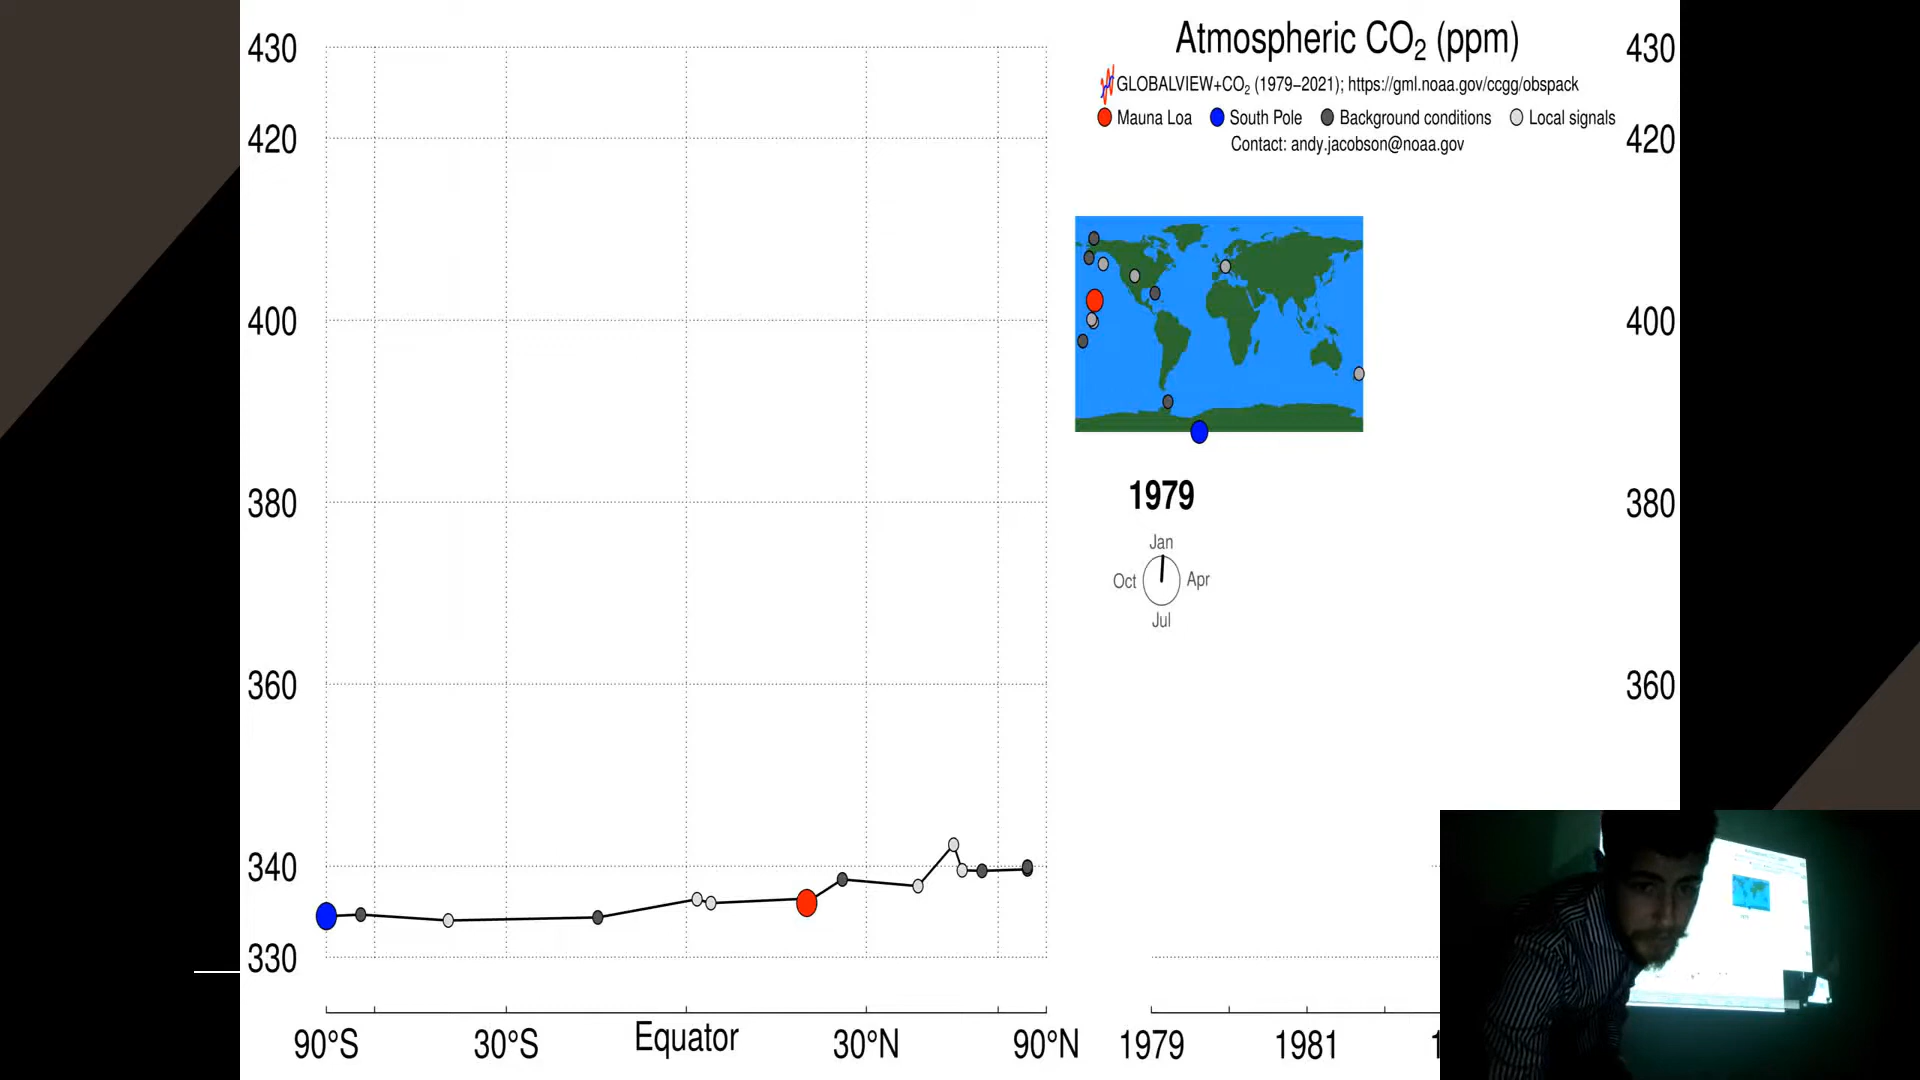 Atmospheric CO₂ (ppm)
GLOBALVIEW+CO₂ (1979−2021); https://gml.noaa.gov/ccgg/obspack
Mauna Loa South Pole Background conditions Local signals
Contact: andy.jacobson@noaa.gov
430 430
420 420
400 400
380 380
360 360
340
330
1979
Jan
Oct Apr
Jul
90°S 30°S Equator 30°N 90°N 1979 1981